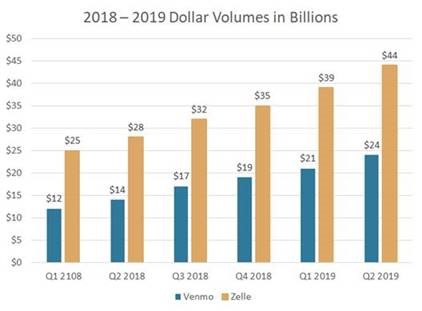 2018 – 2019 Dollar Volumes in Billions
$50
$45
$40
$35
$30
$25
$20
$15
$10
$5
$0
$12 $25 $14 $28 $17 $32 $19 $35 $21 $39 $24 $44
Q1 2108 Q2 2018 Q3 2018 Q4 2018 Q1 2019 Q2 2019
Venmo Zelle